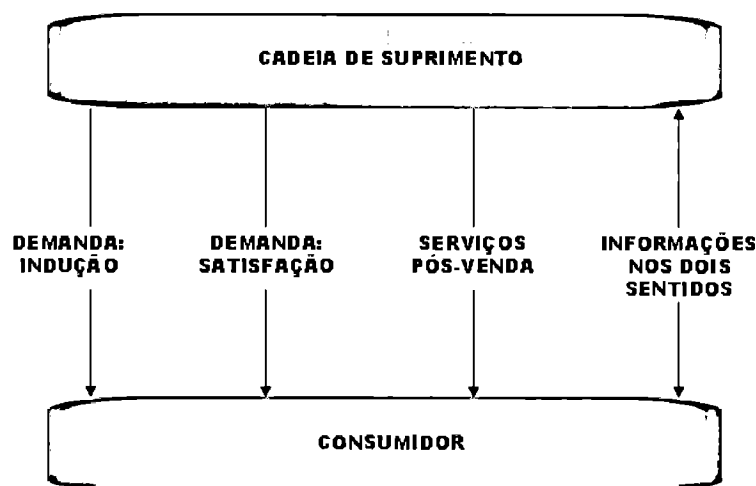 CADEIA DE SUPRIMENTO
DEMANDA:
INDUÇÃO
DEMANDA:
SATISFAÇÃO
SERVIÇOS
PÓS-VENDA
INFORMAÇÕES
NOS DOIS
SENTIDOS
CONSUMIDOR